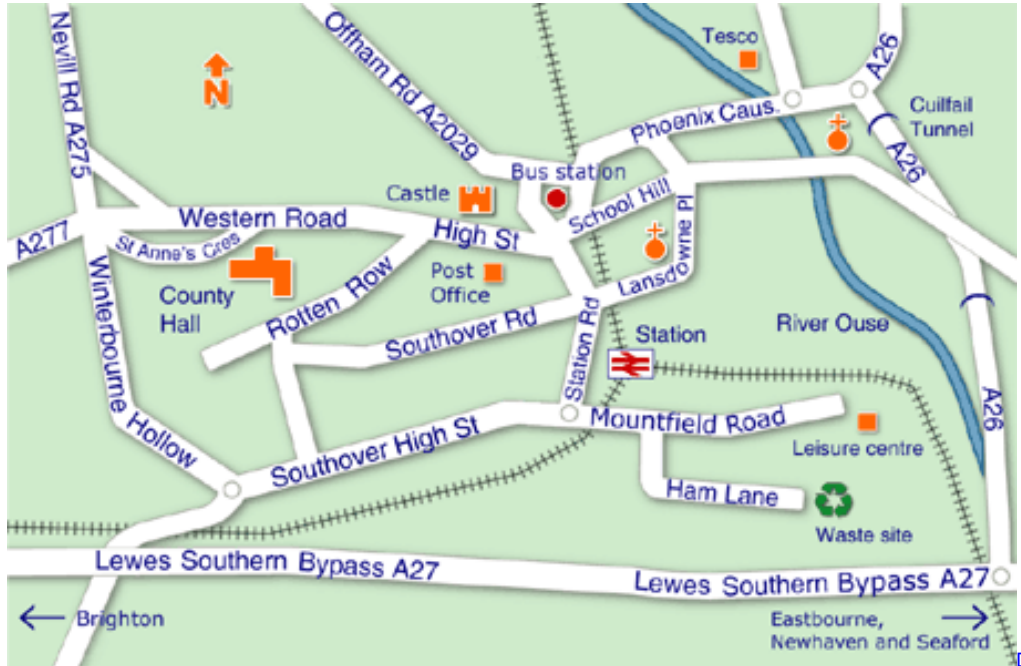 Nevill Rd A275
N
Offham Rd A2029
Tesco
A26
Phoenix Caus.
Cuilfail
Tunnel
A26
Bus station
Castle
School Hill
Western Road
High St
A277
St Anne's Cres
Lansdowne Pl
County
Hall
Post
Office
Rotten Row
Southover Rd
Station Rd
Station
River Ouse
Winterbourne Hollow
A26
Mountfield Road
Southover High St
Leisure centre
Ham Lane
Waste site
Lewes Southern Bypass A27
Lewes Southern Bypass A27
Brighton
Eastbourne,
Newhaven and Seaford